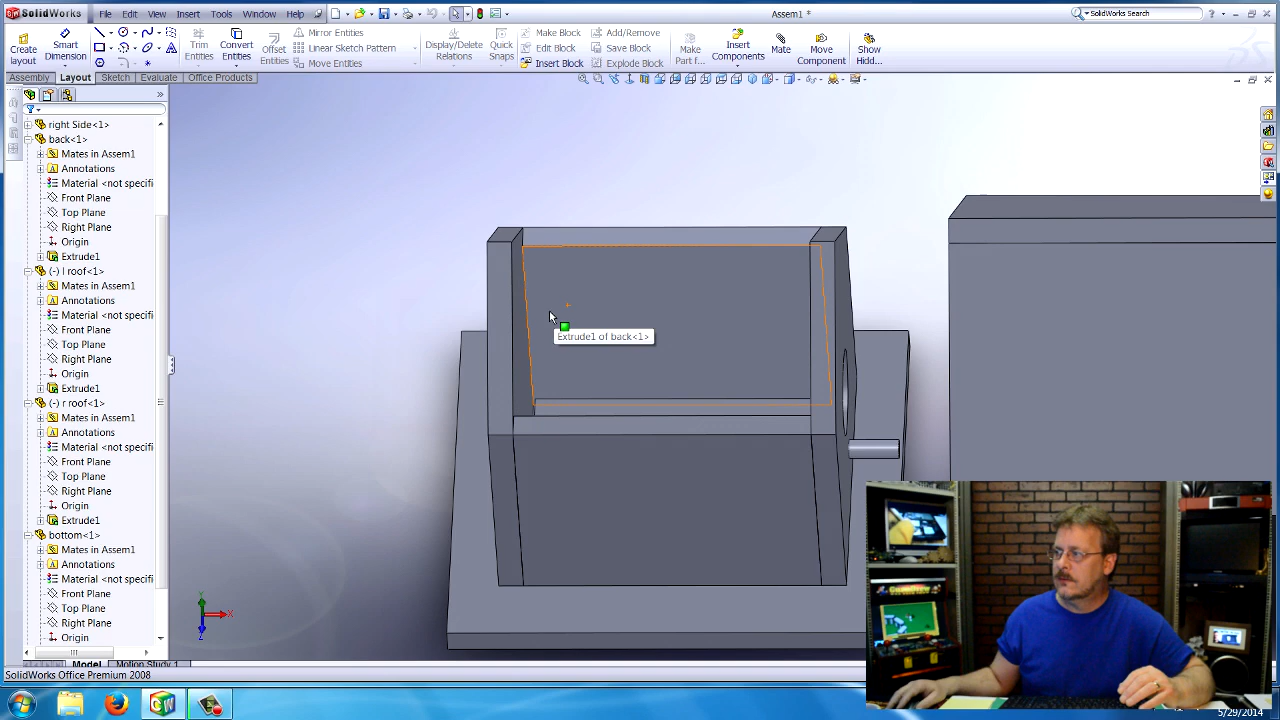 SolidWorks File Edit View Insert Tools Window Help Assem1 * SolidWorks Search
Create layout
Smart Dimension
Trim Entities
Convert Entities
Offset Entities
Mirror Entities
Linear Sketch Pattern
Move Entities
Display/Delete Relations
Quick Snaps
Make Block
Edit Block
Insert Block
Add/Remove
Save Block
Explode Block
Make Part f...
Insert Components
Mate
Move Component
Show Hidd...
Assembly Layout Sketch Evaluate Office Products
right Side<1>
back<1>
Mates in Assem1
Annotations
Material <not specifi
Front Plane
Top Plane
Right Plane
Origin
Extrude1
(-) l roof<1>
Mates in Assem1
Annotations
Material <not specifi
Front Plane
Top Plane
Right Plane
Origin
Extrude1
(-) r roof<1>
Mates in Assem1
Annotations
Material <not specifi
Front Plane
Top Plane
Right Plane
Origin
Extrude1
bottom<1>
Mates in Assem1
Annotations
Material <not specifi
Front Plane
Top Plane
Right Plane
Origin
Extrude1 of back<1>
X
Z
Model Motion Study 1
SolidWorks Office Premium 2008
5/29/2014